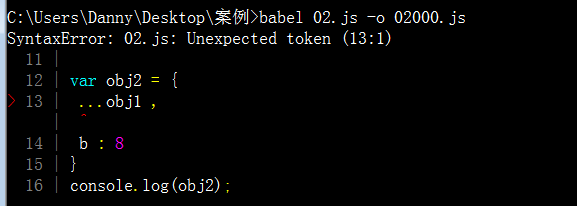 C:\Users\Danny\Desktop\案例>babel 02.js -o 02000.js
SyntaxError: 02.js: Unexpected token (13:1)
  11 |
  12 | var obj2 = {
> 13 |  ...obj1 ,
     |  ^
  14 |  b : 8
  15 | }
  16 | console.log(obj2);